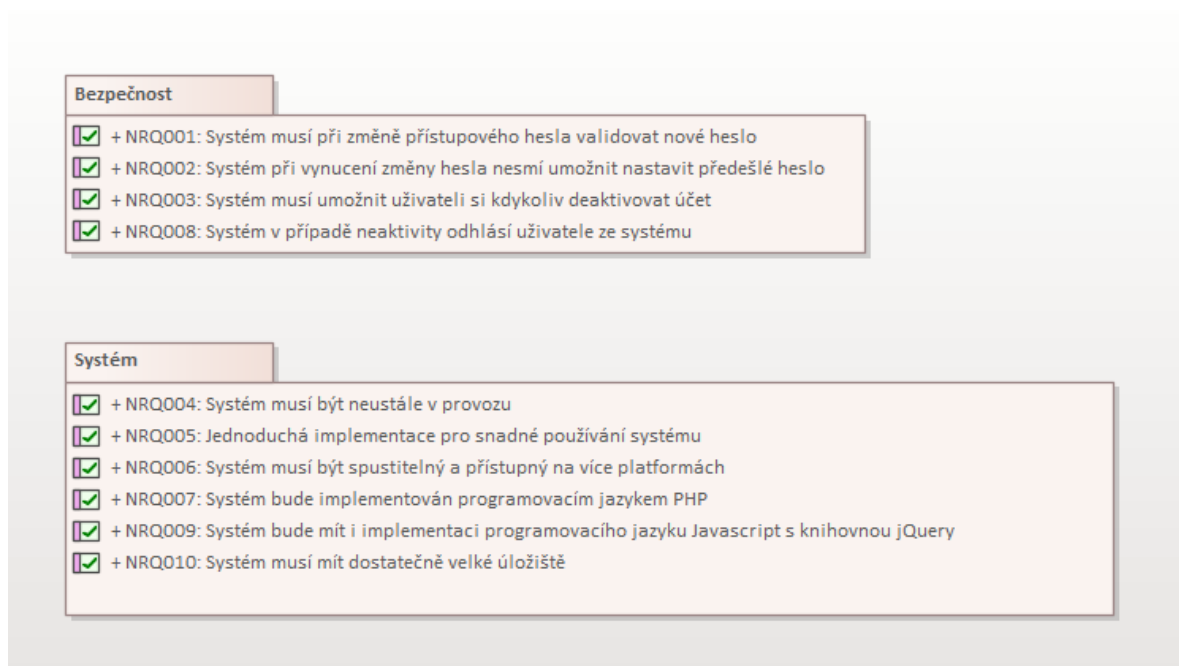 Bezpečnost
+ NRQ001: Systém musí při změně přístupového hesla validovat nové heslo
+ NRQ002: Systém při vynucení změny hesla nesmí umožnit nastavit předešlé heslo
+ NRQ003: Systém musí umožnit uživateli si kdykoliv deaktivovat účet
+ NRQ008: Systém v případě neaktivity odhlásí uživatele ze systému
Systém
+ NRQ004: Systém musí být neustále v provozu
+ NRQ005: Jednoduchá implementace pro snadné používání systému
+ NRQ006: Systém musí být spustitelný a přístupný na více platformách
+ NRQ007: Systém bude implementován programovacím jazykem PHP
+ NRQ009: Systém bude mít i implementaci programovacího jazyku Javascript s knihovnou jQuery
+ NRQ010: Systém musí mít dostatečně velké úložiště